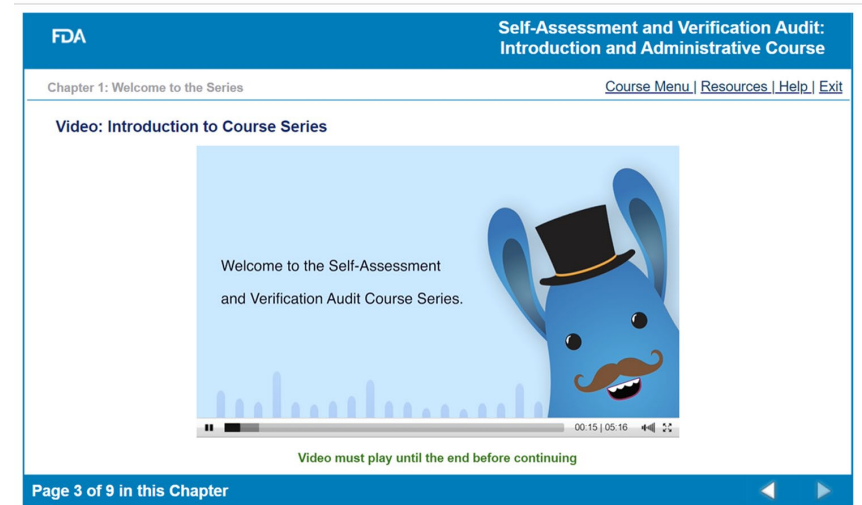 FDA
Self-Assessment and Verification Audit:
Introduction and Administrative Course
Chapter 1: Welcome to the Series
Course Menu | Resources | Help | Exit
Video: Introduction to Course Series
Welcome to the Self-Assessment
and Verification Audit Course Series.
00:15 | 05:16
Video must play until the end before continuing
Page 3 of 9 in this Chapter